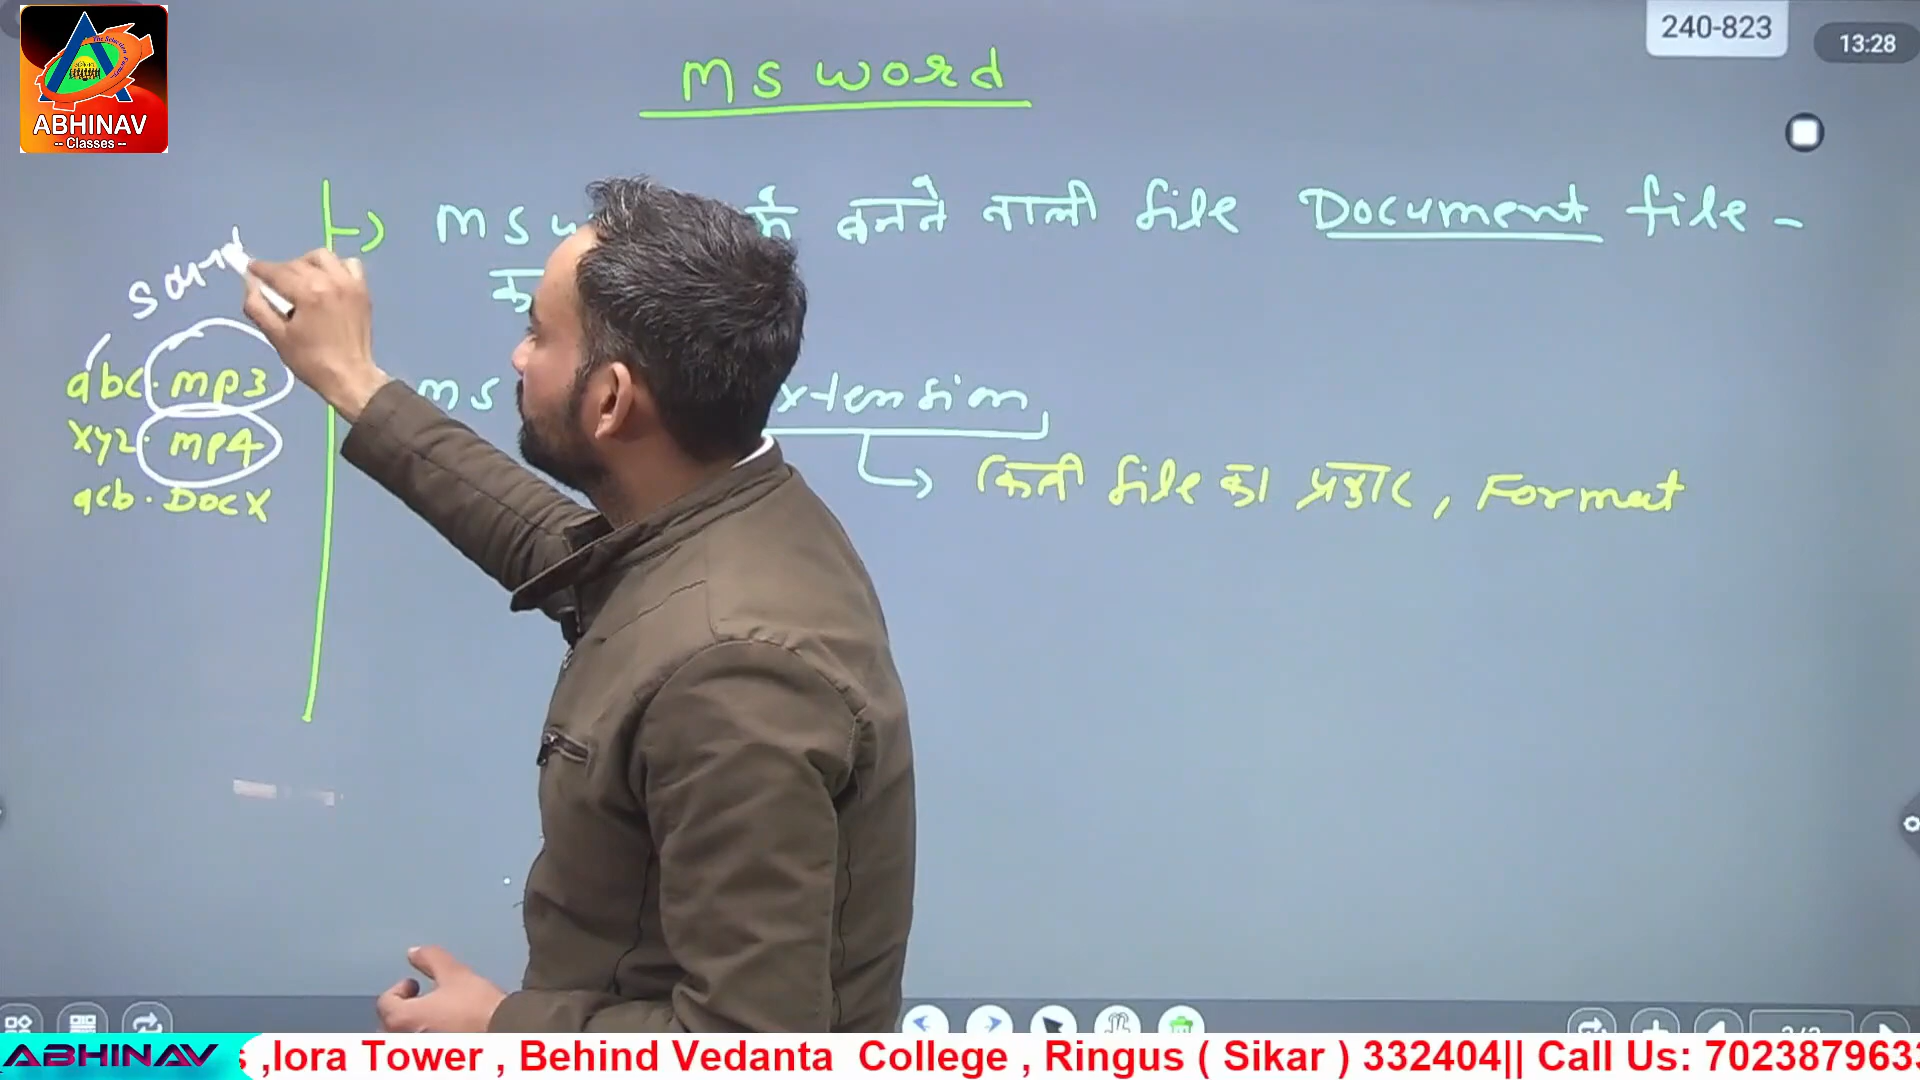 ABHINAV
-- Classes --
240-823
13:28
MS Word
MS के बनने वाली file Document file -
Sound
abc.mp3
MS extension
xyz.mp4
किसी file का प्रकार, Format
acb.Docx
ABHINAV ,lora Tower , Behind Vedanta College , Ringus ( Sikar ) 332404|| Call Us: 702387963